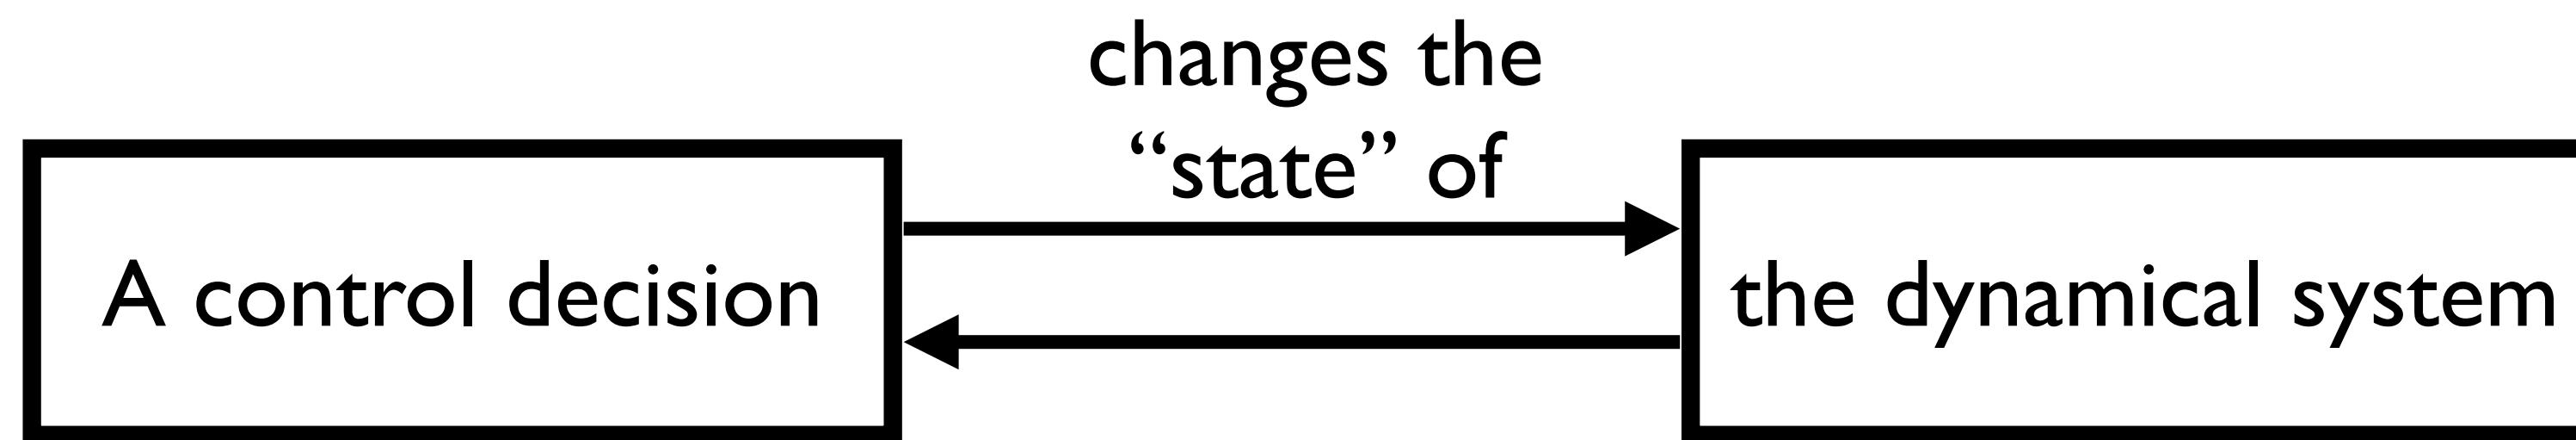 changes the
“state” of
A control decision
the dynamical system